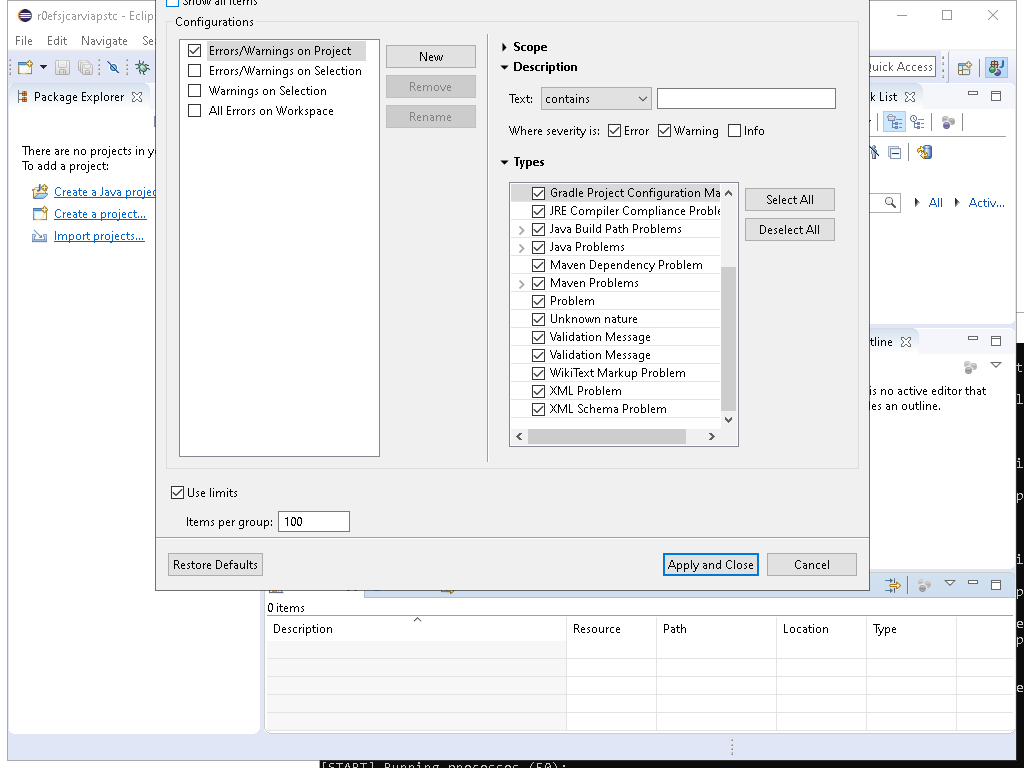 Show all items
r0efsjcarviapstc - Eclip
Configurations
File Edit Navigate Se
Errors/Warnings on Project
Errors/Warnings on Selection
Warnings on Selection
All Errors on Workspace
New
Remove
Rename
Scope
Description
Text: contains
Where severity is: Error Warning Info
Types
Gradle Project Configuration Ma
JRE Compiler Compliance Proble
Java Build Path Problems
Java Problems
Maven Dependency Problem
Maven Problems
Problem
Unknown nature
Validation Message
Validation Message
WikiText Markup Problem
XML Problem
XML Schema Problem
Select All
Deselect All
Quick Access
Package Explorer
k List
There are no projects in y
To add a project:
Create a Java projec
Create a project...
Import projects...
All Activ...
tline
is no active editor that
les an outline.
Use limits
Items per group: 100
Restore Defaults
Apply and Close
Cancel
0 items
Description Resource Path Location Type
[START] Running processes (50):